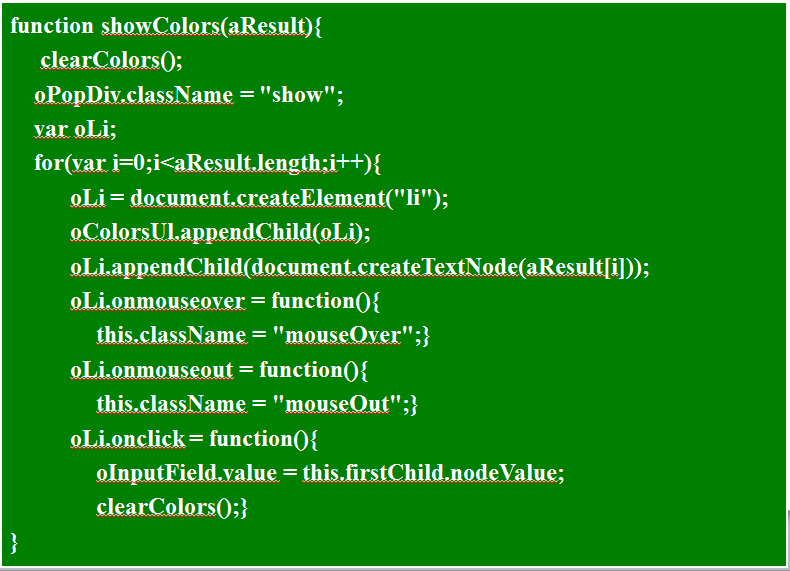 function showColors(aResult){
clearColors();
oPopDiv.className = "show";
var oLi;
for(var i=0;i<aResult.length;i++){
oLi = document.createElement("li");
oColorsUl.appendChild(oLi);
oLi.appendChild(document.createTextNode(aResult[i]));
oLi.onmouseover = function(){
this.className = "mouseOver";}
oLi.onmouseout = function(){
this.className = "mouseOut";}
oLi.onclick = function(){
oInputField.value = this.firstChild.nodeValue;
clearColors();}
}